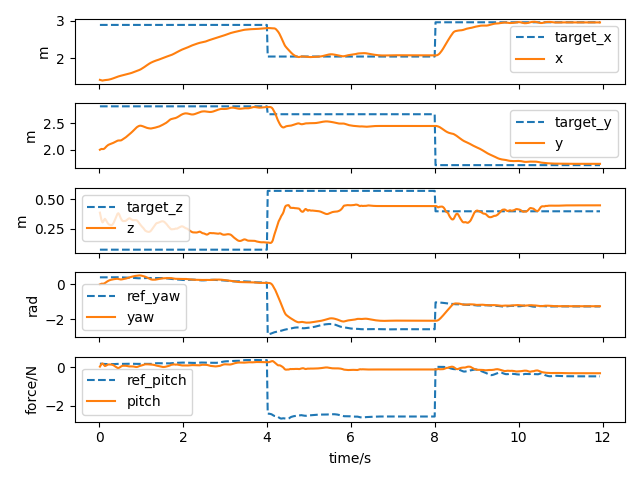 3
2
m
target_x
x
2.5
2.0
m
target_y
y
0.50
0.25
m
target_z
z
0
−2
rad
ref_yaw
yaw
0
−2
force/N
ref_pitch
pitch
0 2 4 6 8 10 12
time/s